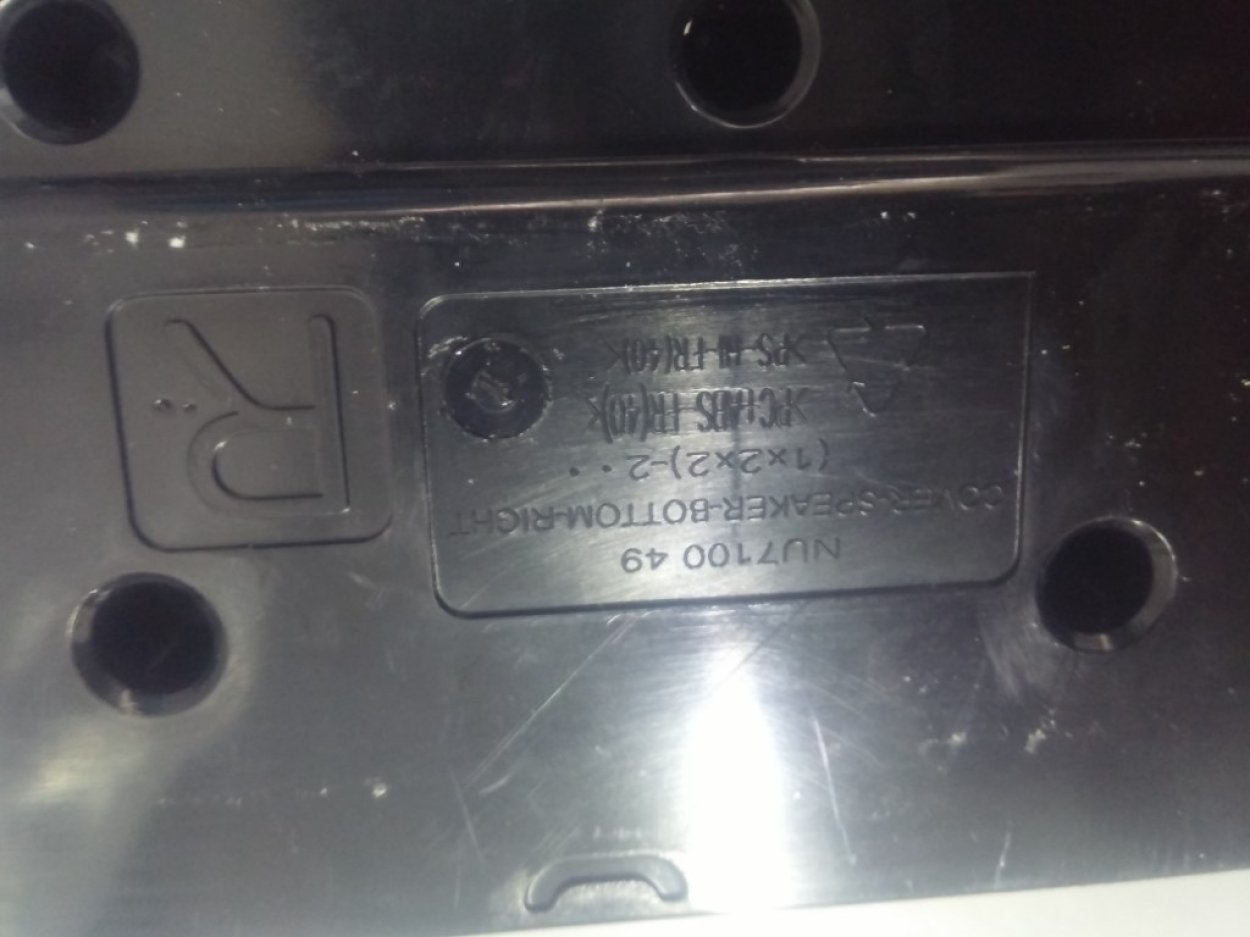 NU7100 49
COVER-SPEAKER-BOTTOM-RIGHT
(1x2x2)-2 • •
>PC+ABS-FR(40)<
>PS-HI-FR(40)<
R